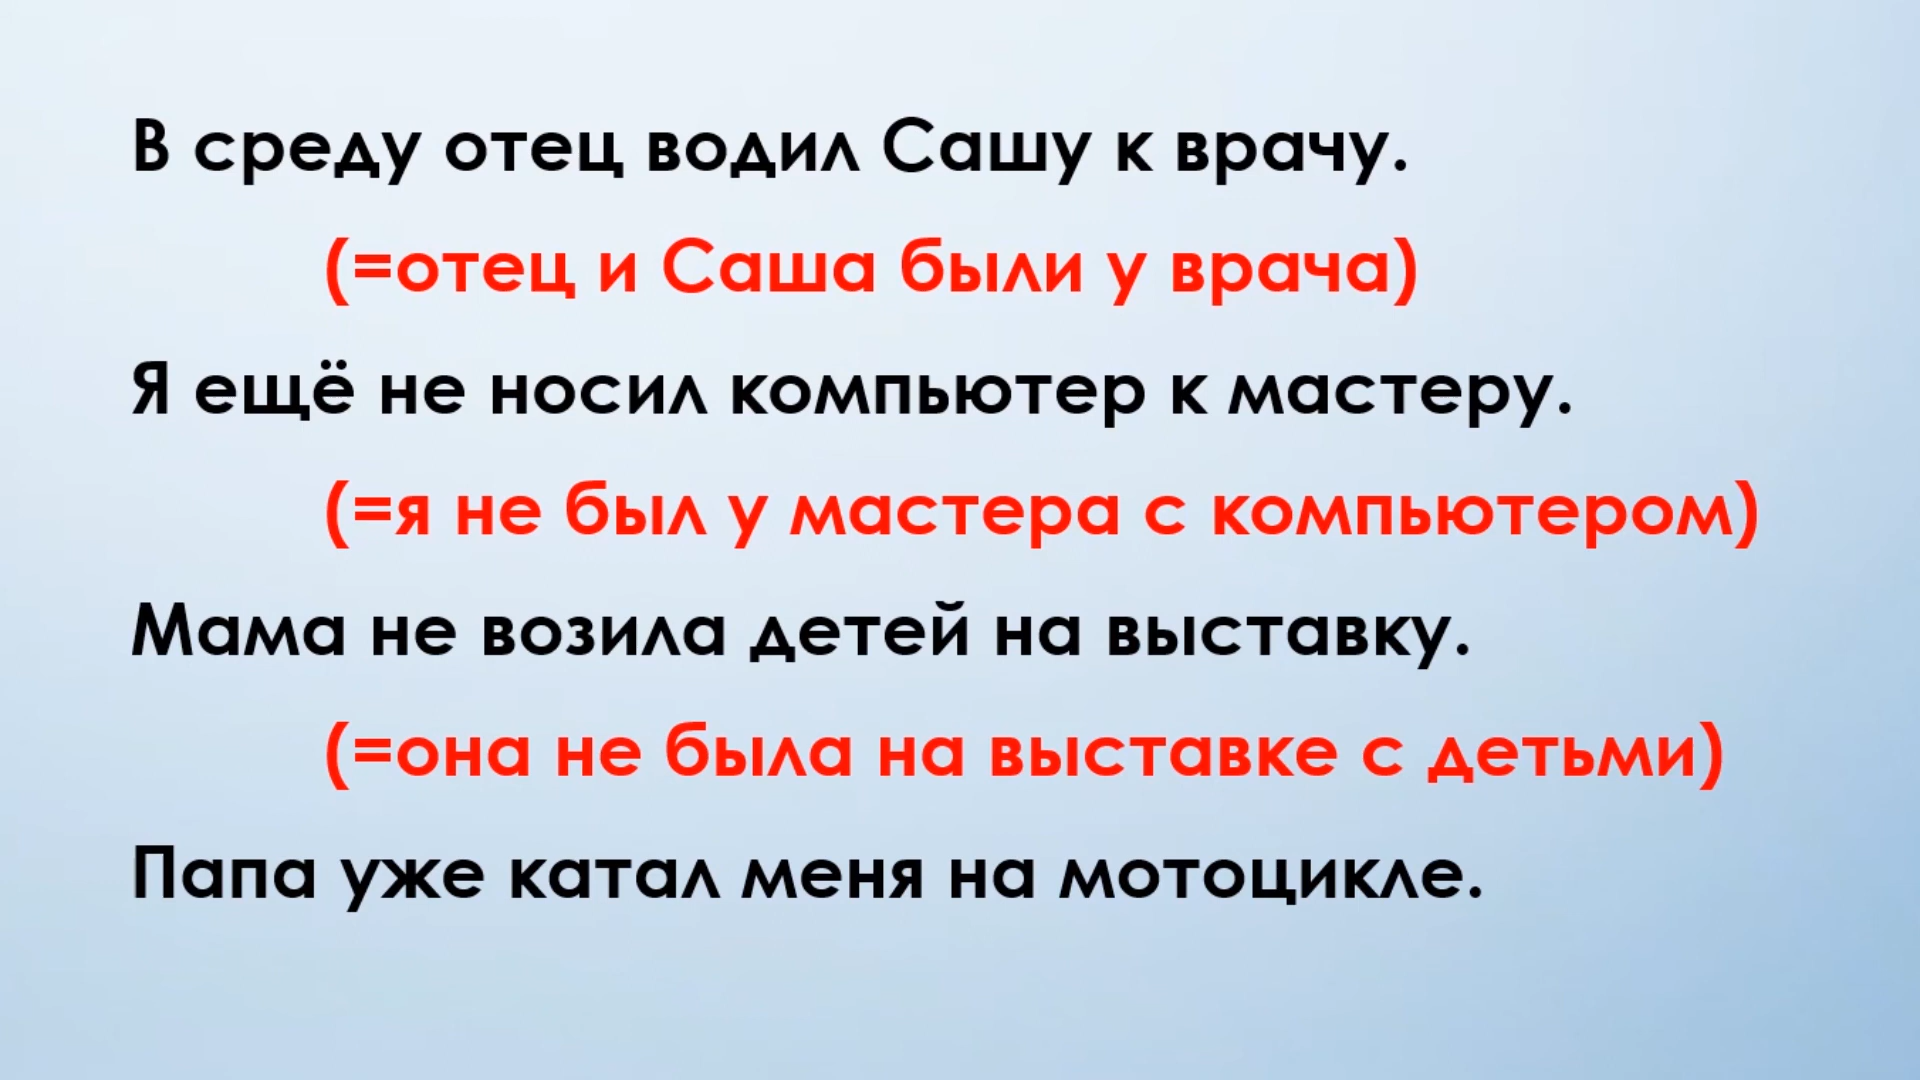 В среду отец водил Сашу к врачу.
(=отец и Саша были у врача)
Я ещё не носил компьютер к мастеру.
(=я не был у мастера с компьютером)
Мама не возила детей на выставку.
(=она не была на выставке с детьми)
Папа уже катал меня на мотоцикле.